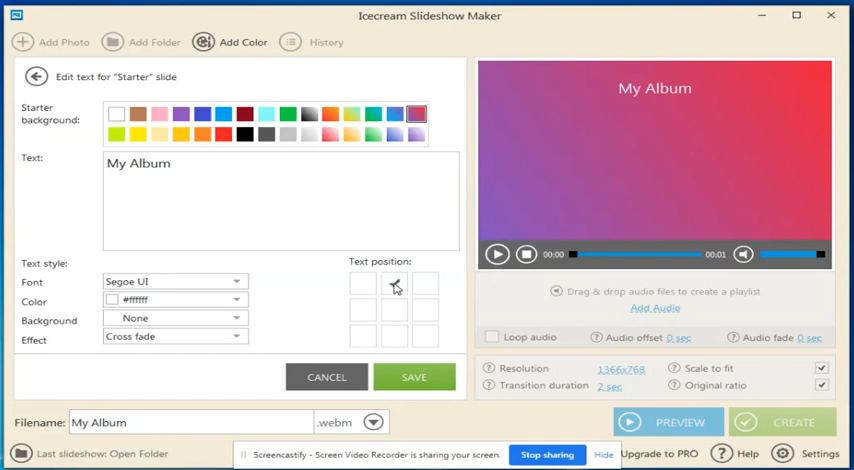 Icecream Slideshow Maker
Add Photo
Add Folder
Add Color
History
Edit text for "Starter" slide
Starter
background:
Text:
My Album
Text style:
Font
Segoe UI
Color
#ffffff
Background
None
Effect
Cross fade
Text position:
CANCEL
SAVE
My Album
00:00
00:01
Drag & drop audio files to create a playlist
Add Audio
Loop audio
? Audio offset 0 sec
? Audio fade 0 sec
? Resolution 1366x768
? Scale to fit
? Transition duration 2 sec
? Original ratio
Filename:
My Album
.webm
PREVIEW
CREATE
Last slideshow: Open Folder
Screencastify - Screen Video Recorder is sharing your screen.
Stop sharing
Hide
Upgrade to PRO
? Help
Settings